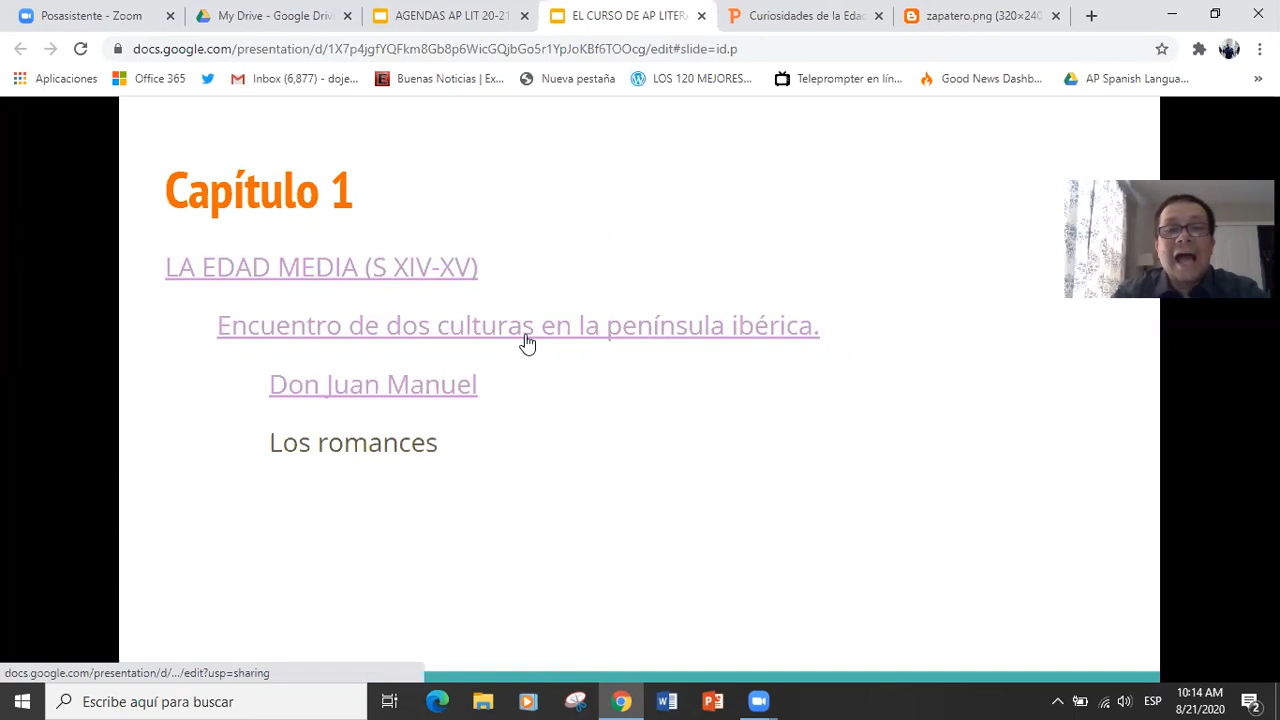 Posasistente - Zoom
My Drive - Google Driv
AGENDAS AP LIT 20-21
EL CURSO DE AP LITERA
Curiosidades de la Edad
zapatero.png (320×240
docs.google.com/presentation/d/1X7p4jgfYQFkm8Gb8p6WicGQjbGo5r1YpJoKBf6TOOcg/edit#slide=id.p
Aplicaciones
Office 365
Inbox (6,877) - doje...
Buenas Noticias | Ex...
Nueva pestaña
LOS 120 MEJORES...
Teleprompter en lín...
Good News Dashb...
AP Spanish Langua...
»
Capítulo 1
LA EDAD MEDIA (S XIV-XV)
Encuentro de dos culturas en la península ibérica.
Don Juan Manuel
Los romances
docs.google.com/presentation/d/.../edit?usp=sharing
Escribe aquí para buscar
ESP
10:14 AM
8/21/2020
2